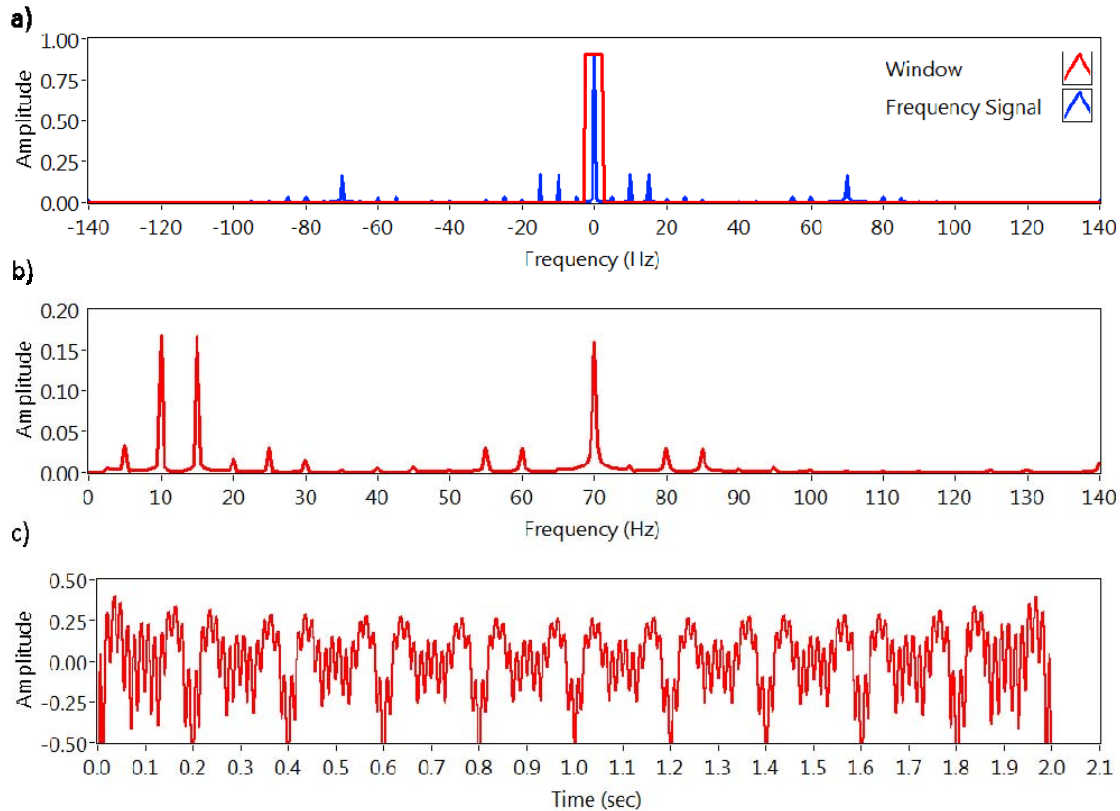 a)
1.00
0.75
0.50
0.25
0.00
Amplitude
Window
Frequency Signal
-140 -120 -100 -80 -60 -40 -20 0 20 40 60 80 100 120 140
Frequency (Hz)
b)
0.20
0.15
0.10
0.05
0.00
Amplitude
0 10 20 30 40 50 60 70 80 90 100 110 120 130 140
Frequency (Hz)
c)
0.50
0.25
0.00
-0.25
-0.50
Amplitude
0.0 0.1 0.2 0.3 0.4 0.5 0.6 0.7 0.8 0.9 1.0 1.1 1.2 1.3 1.4 1.5 1.6 1.7 1.8 1.9 2.0 2.1
Time (sec)